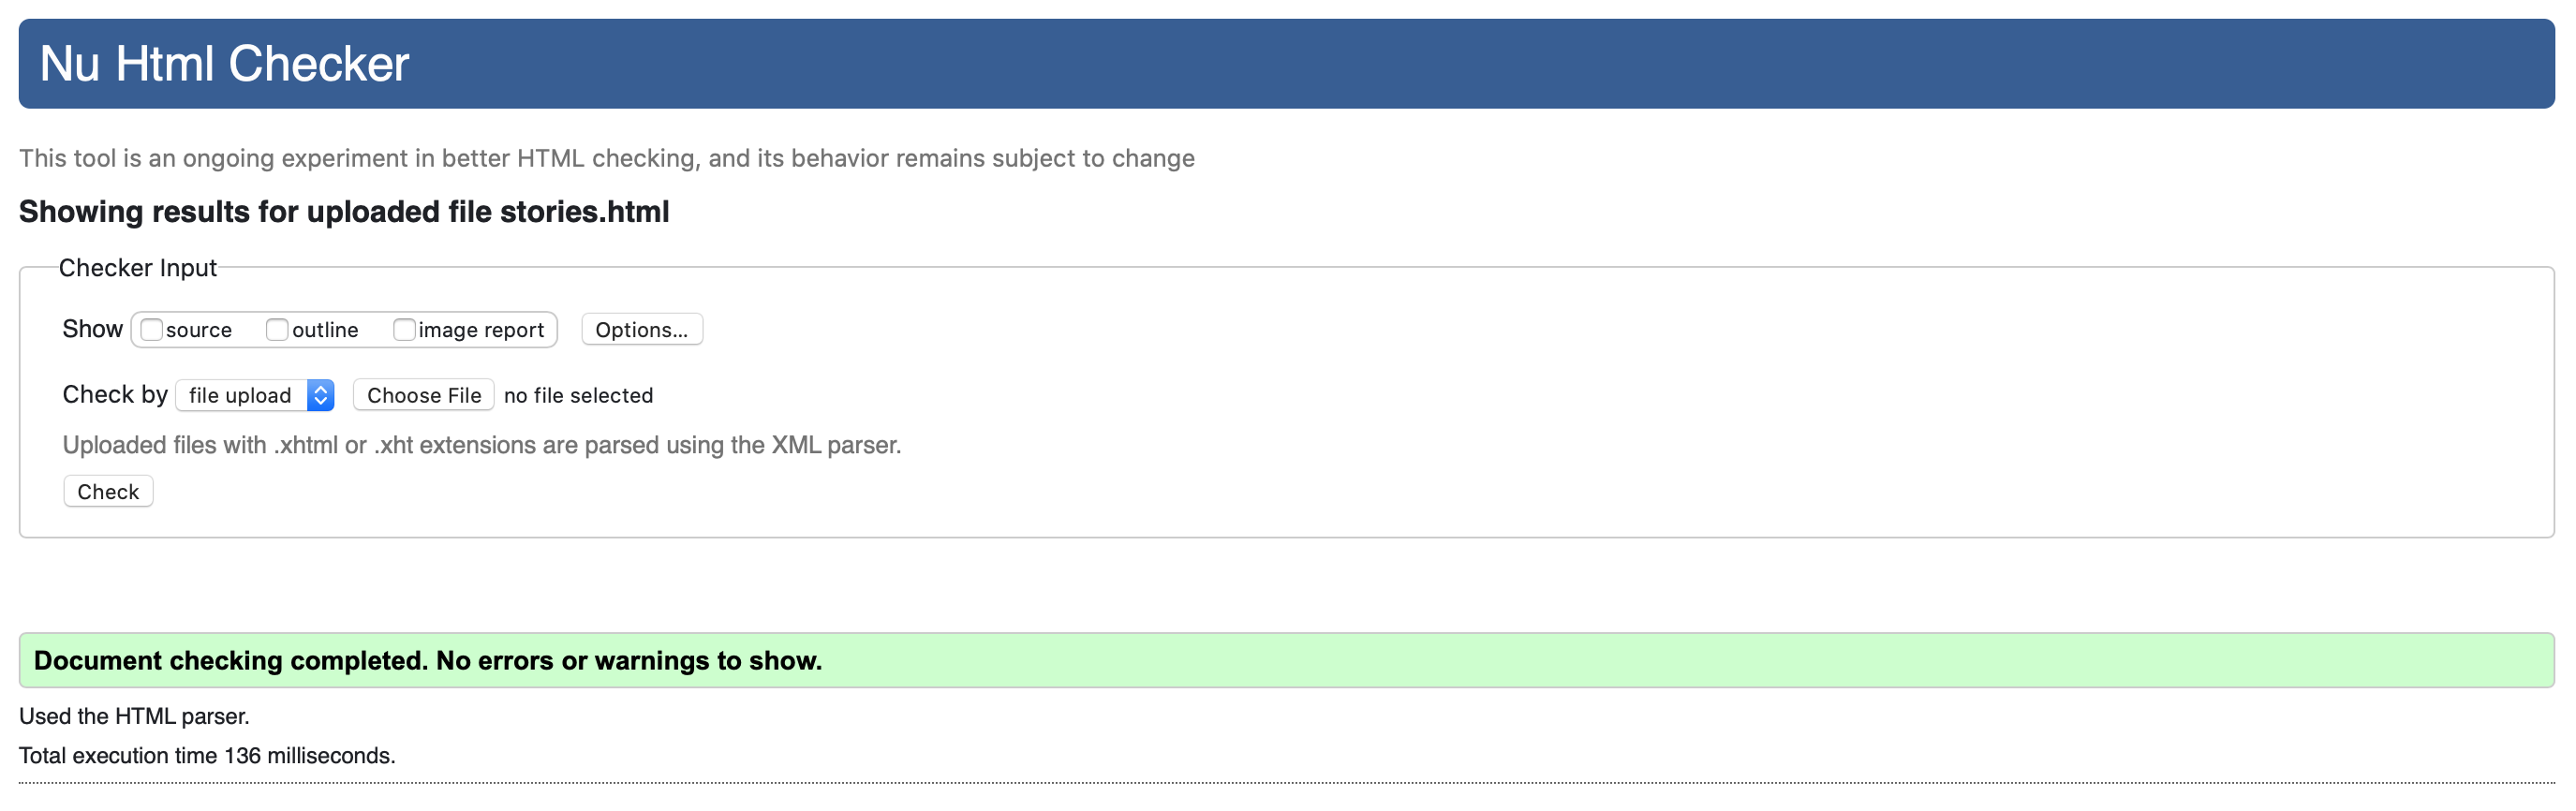 Nu Html Checker
This tool is an ongoing experiment in better HTML checking, and its behavior remains subject to change
Showing results for uploaded file stories.html
Checker Input
Show source outline image report Options...
Check by file upload Choose File no file selected
Uploaded files with .xhtml or .xht extensions are parsed using the XML parser.
Check
Document checking completed. No errors or warnings to show.
Used the HTML parser.
Total execution time 136 milliseconds.